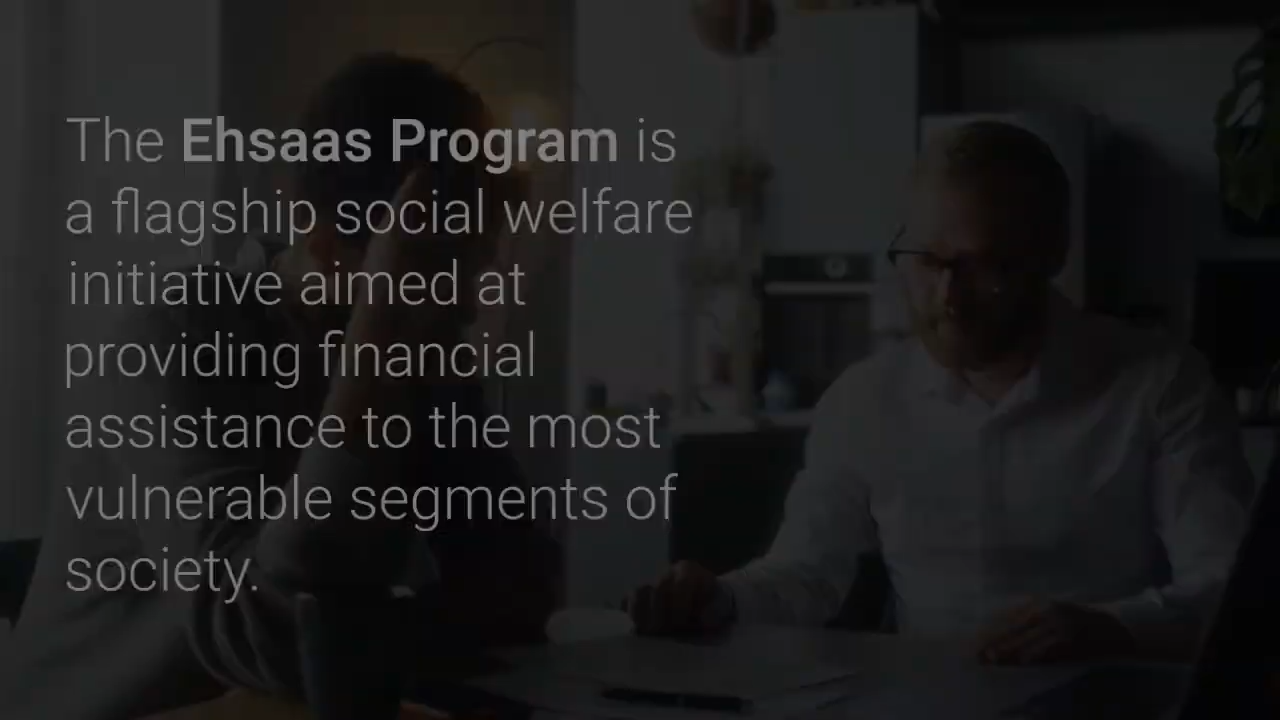 The Ehsaas Program is
a flagship social welfare
initiative aimed at
providing financial
assistance to the most
vulnerable segments of
society.